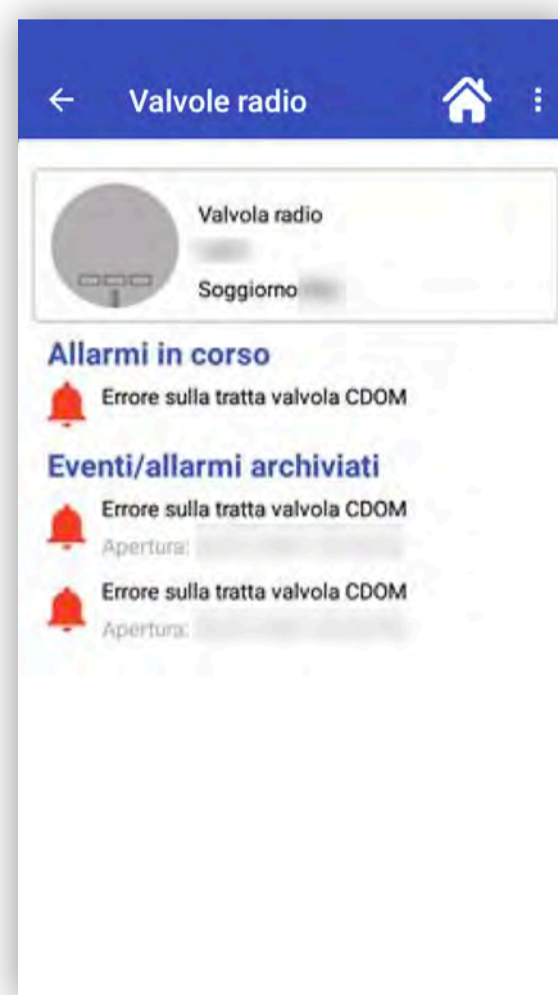 Valvole radio
Valvola radio
Soggiorno
Allarmi in corso
Errore sulla tratta valvola CDOM
Eventi/allarmi archiviati
Errore sulla tratta valvola CDOM
Apertura:
Errore sulla tratta valvola CDOM
Apertura: